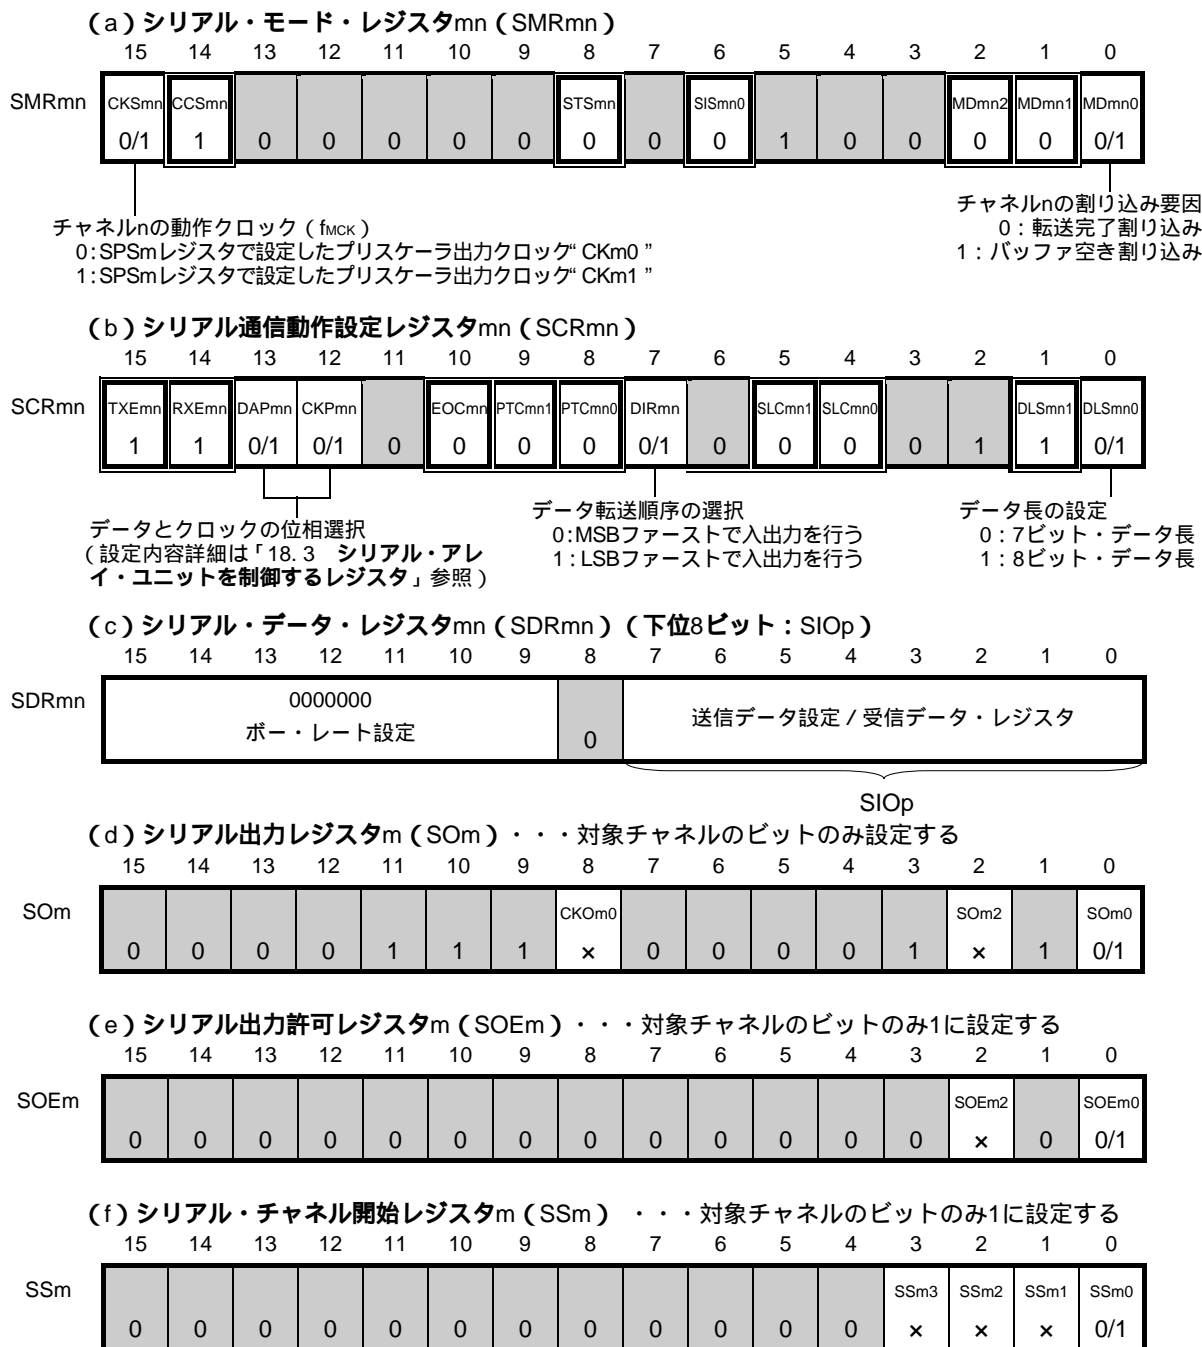 (a)シリアル・モード・レジスタmn(SMRmn)
15 14 13 12 11 10 9 8 7 6 5 4 3 2 1 0
SMRmn CKSmn CCSmn STSmn SISmn0 MDmn2 MDmn1 MDmn0
0/1 1 0 0 0 0 0 0 0 0 1 0 0 0 0 0/1
チャネルnの動作クロック(fMCK)
0:SPSmレジスタで設定したプリスケーラ出力クロック“CKm0”
1:SPSmレジスタで設定したプリスケーラ出力クロック“CKm1”
チャネルnの割り込み要因
0:転送完了割り込み
1:バッファ空き割り込み
(b)シリアル通信動作設定レジスタmn(SCRmn)
15 14 13 12 11 10 9 8 7 6 5 4 3 2 1 0
SCRmn TXEmn RXEmn DAPmn CKPmn EOCmn PTCmn1 PTCmn0 DIRmn SLCmn1 SLCmn0 DLSmn1 DLSmn0
1 1 0/1 0/1 0 0 0 0 0/1 0 0 0 0 1 1 0/1
データとクロックの位相選択
(設定内容詳細は「18.3 シリアル・アレ
イ・ユニットを制御するレジスタ」参照)
データ転送順序の選択
0:MSBファーストで入出力を行う
1:LSBファーストで入出力を行う
データ長の設定
0:7ビット・データ長
1:8ビット・データ長
(c)シリアル・データ・レジスタmn(SDRmn)(下位8ビット:SIOp)
15 14 13 12 11 10 9 8 7 6 5 4 3 2 1 0
SDRmn 0000000
ボー・レート設定
0
送信データ設定/受信データ・レジスタ
SIOp
(d)シリアル出力レジスタm(SOm)・・・対象チャネルのビットのみ設定する
15 14 13 12 11 10 9 8 7 6 5 4 3 2 1 0
SOm CKOm0 SOm2 SOm0
0 0 0 0 1 1 1 × 0 0 0 0 1 × 1 0/1
(e)シリアル出力許可レジスタm(SOEm)・・・対象チャネルのビットのみ1に設定する
15 14 13 12 11 10 9 8 7 6 5 4 3 2 1 0
SOEm SOEm2 SOEm0
0 0 0 0 0 0 0 0 0 0 0 0 0 × 0 0/1
(f)シリアル・チャネル開始レジスタm(SSm) ・・・対象チャネルのビットのみ1に設定する
15 14 13 12 11 10 9 8 7 6 5 4 3 2 1 0
SSm SSm3 SSm2 SSm1 SSm0
0 0 0 0 0 0 0 0 0 0 0 0 × × × 0/1